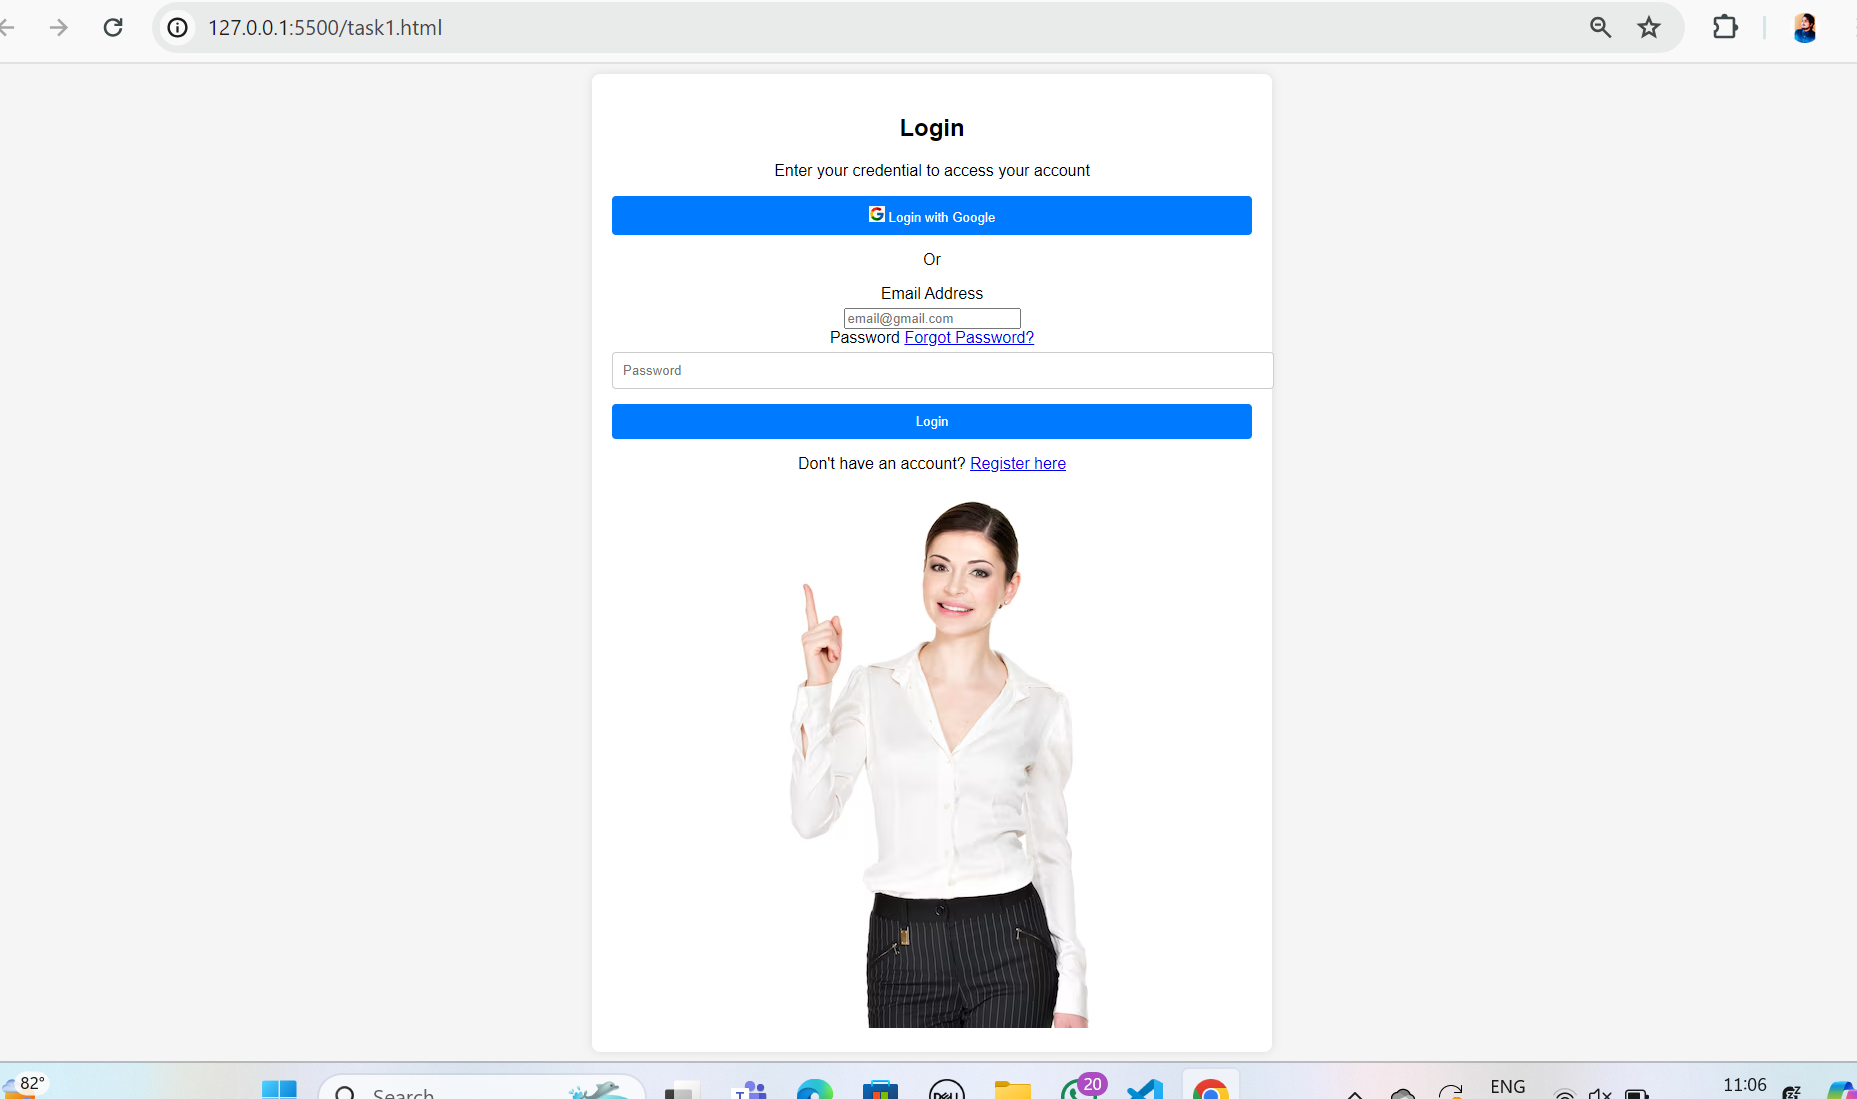 127.0.0.1:5500/task1.html
Login
Enter your credential to access your account
G Login with Google
Or
Email Address
email@gmail.com
Password Forgot Password?
Password
Login
Don't have an account? Register here
82°
Search
T
DELL
20
ENG
11:06